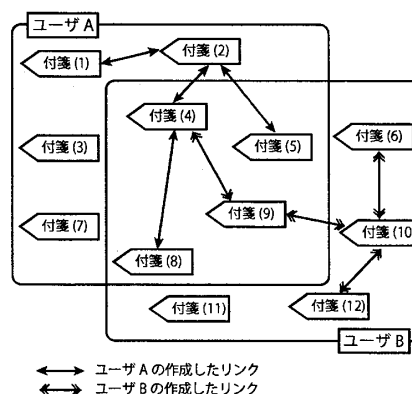 ユーザA
付箋(1)
付箋(2)
付箋(4)
付箋(6)
付箋(3)
付箋(5)
付箋(7)
付箋(9)
付箋(10)
付箋(8)
付箋(11)
付箋(12)
ユーザB
ユーザAの作成したリンク
ユーザBの作成したリンク